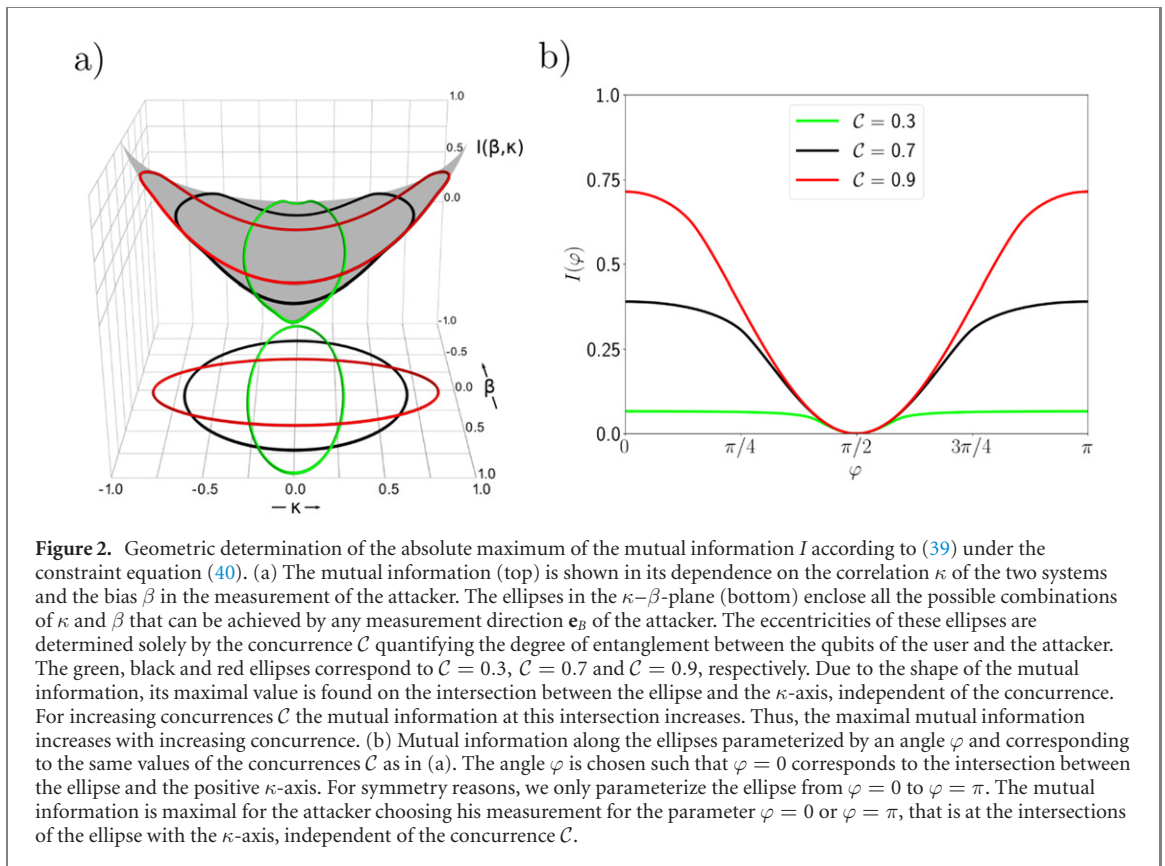 a)
b)
1.0
0.5
I(β,κ)
0.0
-1.0
-0.5
β
0.0
0.5
1.0
-1.0
-0.5
0.0
0.5
1.0
— K →
1.0
0.75
0.5
0.25
0.0
I(φ)
C = 0.3
C = 0.7
C = 0.9
0
π/4
π/2
3π/4
π
φ
Figure 2. Geometric determination of the absolute maximum of the mutual information I according to (39) under the
constraint equation (40). (a) The mutual information (top) is shown in its dependence on the correlation κ of the two systems
and the bias β in the measurement of the attacker. The ellipses in the κ–β-plane (bottom) enclose all the possible combinations
of κ and β that can be achieved by any measurement direction e_B of the attacker. The eccentricities of these ellipses are
determined solely by the concurrence C quantifying the degree of entanglement between the qubits of the user and the attacker.
The green, black and red ellipses correspond to C = 0.3, C = 0.7 and C = 0.9, respectively. Due to the shape of the mutual
information, its maximal value is found on the intersection between the ellipse and the κ-axis, independent of the concurrence.
For increasing concurrences C the mutual information at this intersection increases. Thus, the maximal mutual information
increases with increasing concurrence. (b) Mutual information along the ellipses parameterized by an angle φ and corresponding
to the same values of the concurrences C as in (a). The angle φ is chosen such that φ = 0 corresponds to the intersection between
the ellipse and the positive κ-axis. For symmetry reasons, we only parameterize the ellipse from φ = 0 to φ = π. The mutual
information is maximal for the attacker choosing his measurement for the parameter φ = 0 or φ = π, that is at the intersections
of the ellipse with the κ-axis, independent of the concurrence C.